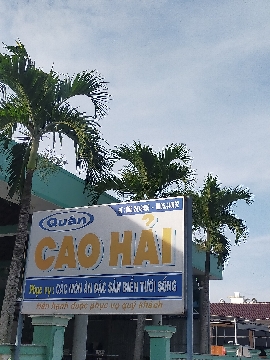 Quán
CAO HẢI
Phục vụ: CÁC MÓN ĂN ĐẶC SẢN BIỂN TƯƠI SỐNG
Hân hạnh được phục vụ quý khách